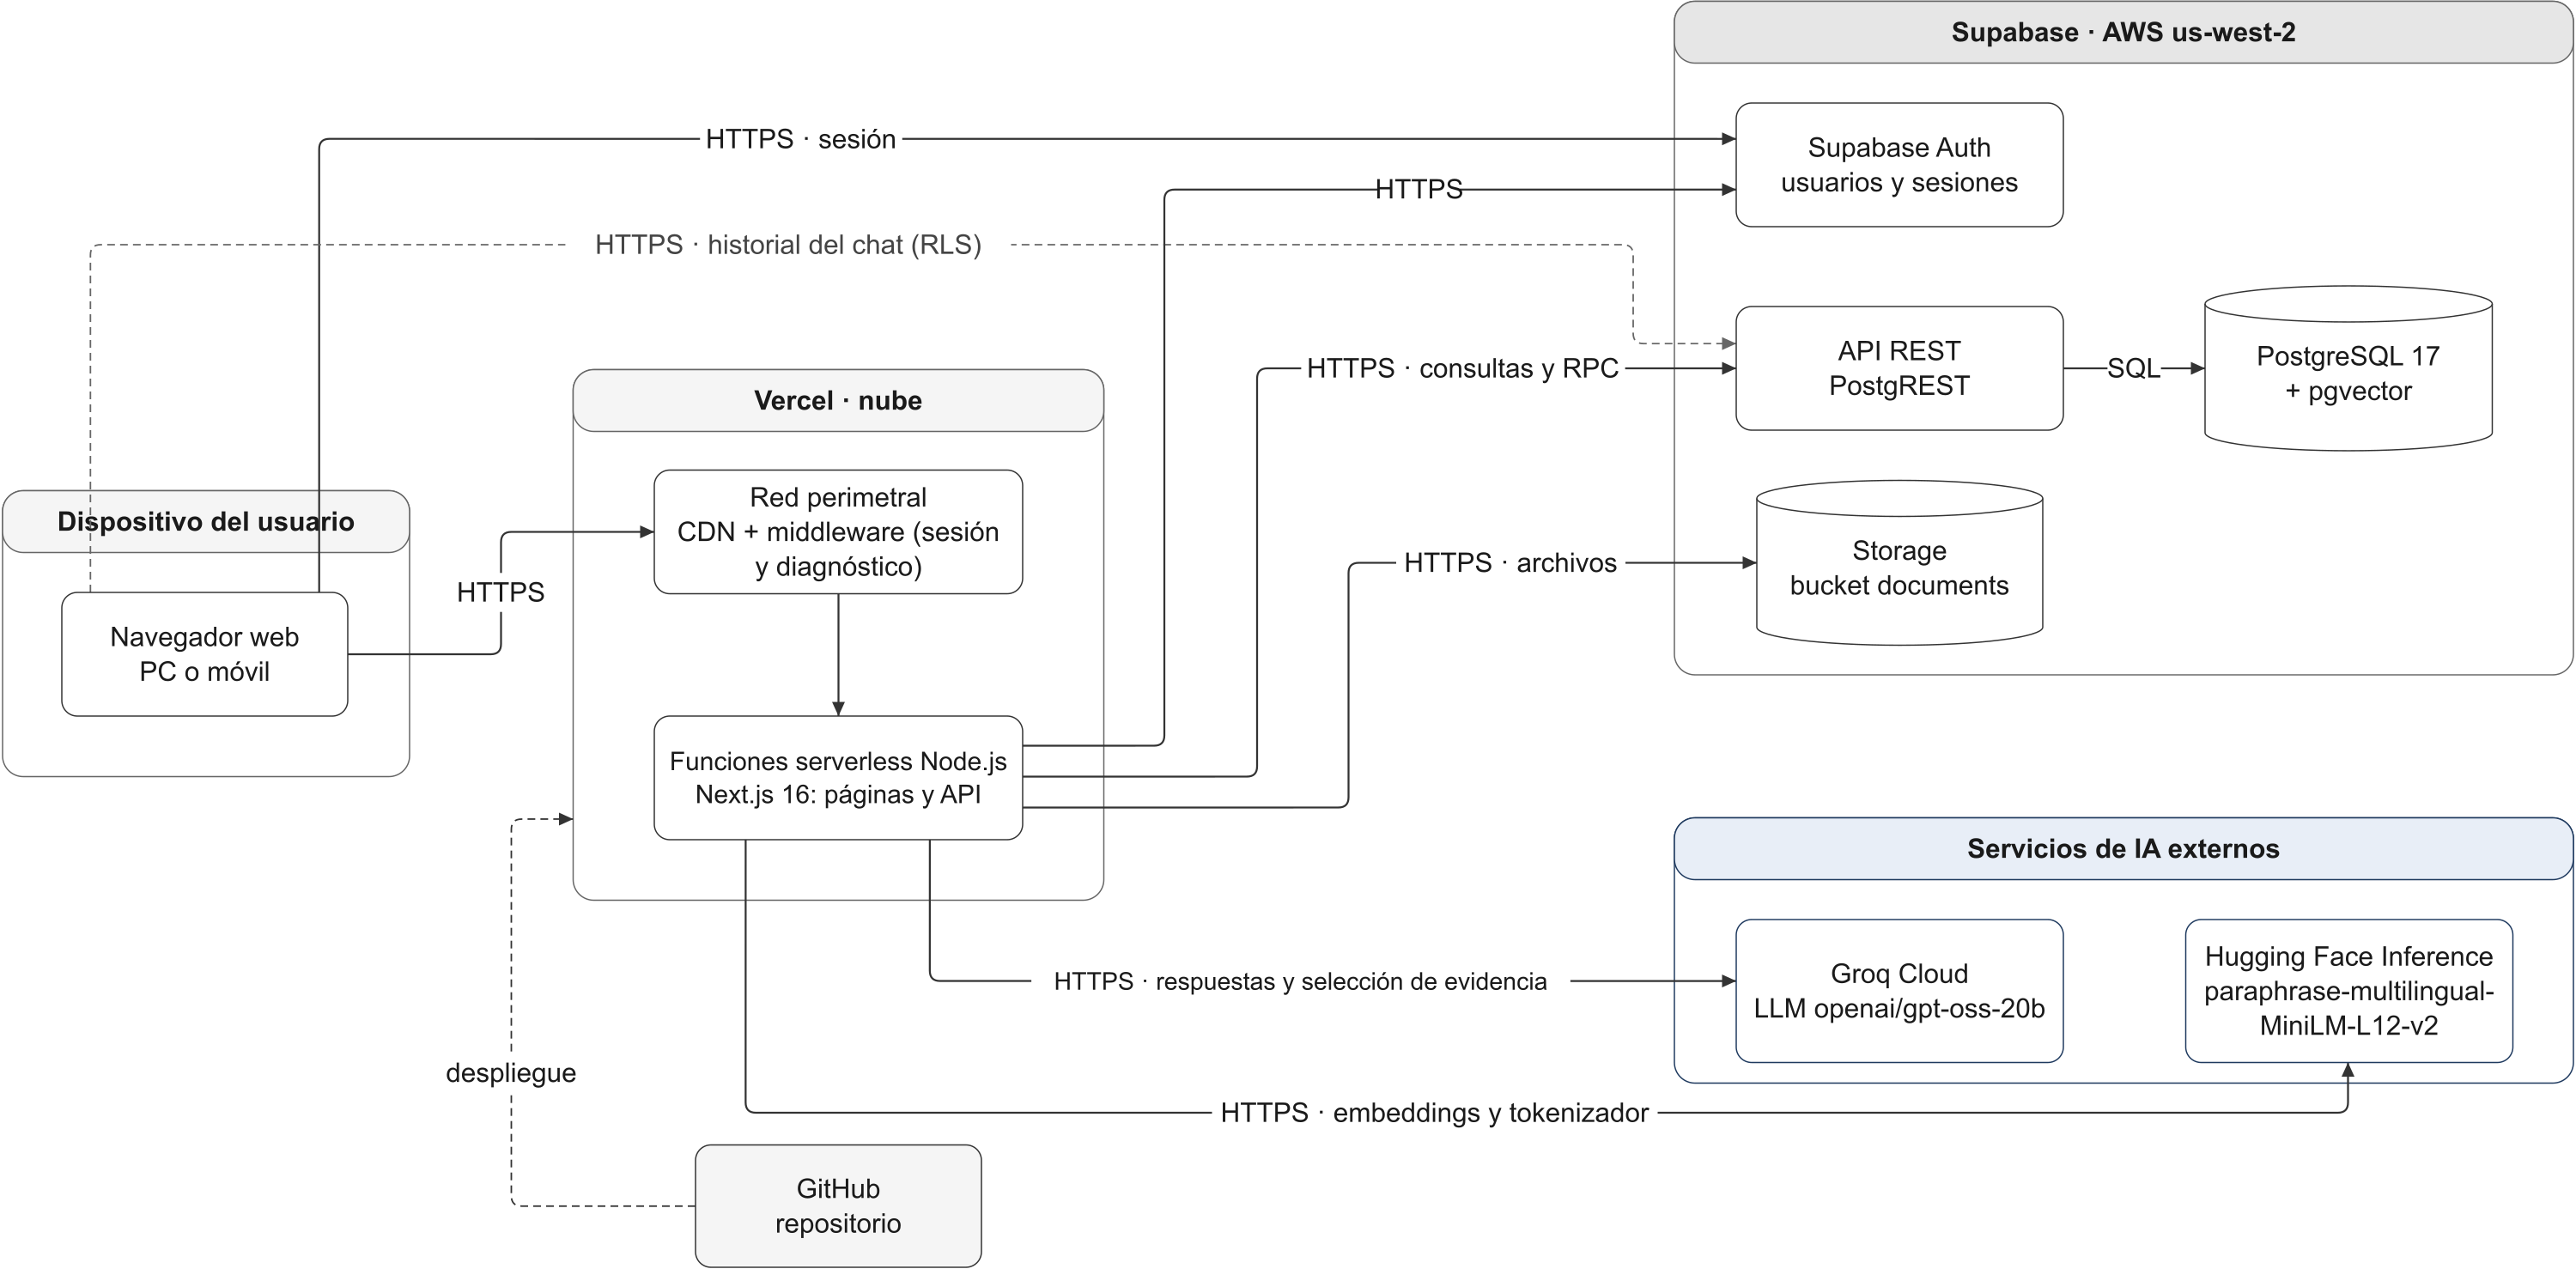 Supabase · AWS us-west-2
HTTPS · sesión
Supabase Auth
usuarios y sesiones
HTTPS
HTTPS · historial del chat (RLS)
API REST
PostgREST
SQL
PostgreSQL 17
+ pgvector
HTTPS · consultas y RPC
Vercel · nube
Red perimetral
CDN + middleware (sesión
y diagnóstico)
Dispositivo del usuario
HTTPS
Navegador web
PC o móvil
HTTPS · archivos
Storage
bucket documents
Funciones serverless Node.js
Next.js 16: páginas y API
Servicios de IA externos
HTTPS · respuestas y selección de evidencia
Groq Cloud
LLM openai/gpt-oss-20b
Hugging Face Inference
paraphrase-multilingual-
MiniLM-L12-v2
despliegue
HTTPS · embeddings y tokenizador
GitHub
repositorio